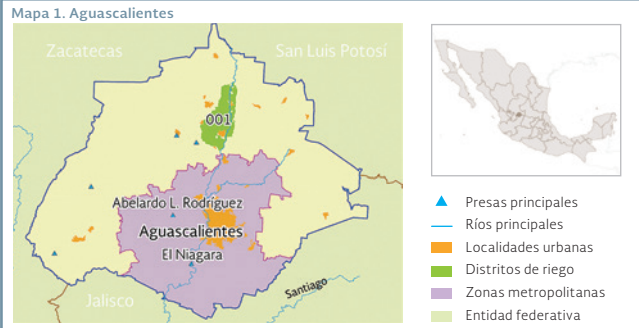 Mapa 1. Aguascalientes
Zacatecas
San Luis Potosí
001
Abelardo L. Rodríguez
Aguascalientes
El Niagara
Santiago
Jalisco
Presas principales
Ríos principales
Localidades urbanas
Distritos de riego
Zonas metropolitanas
Entidad federativa